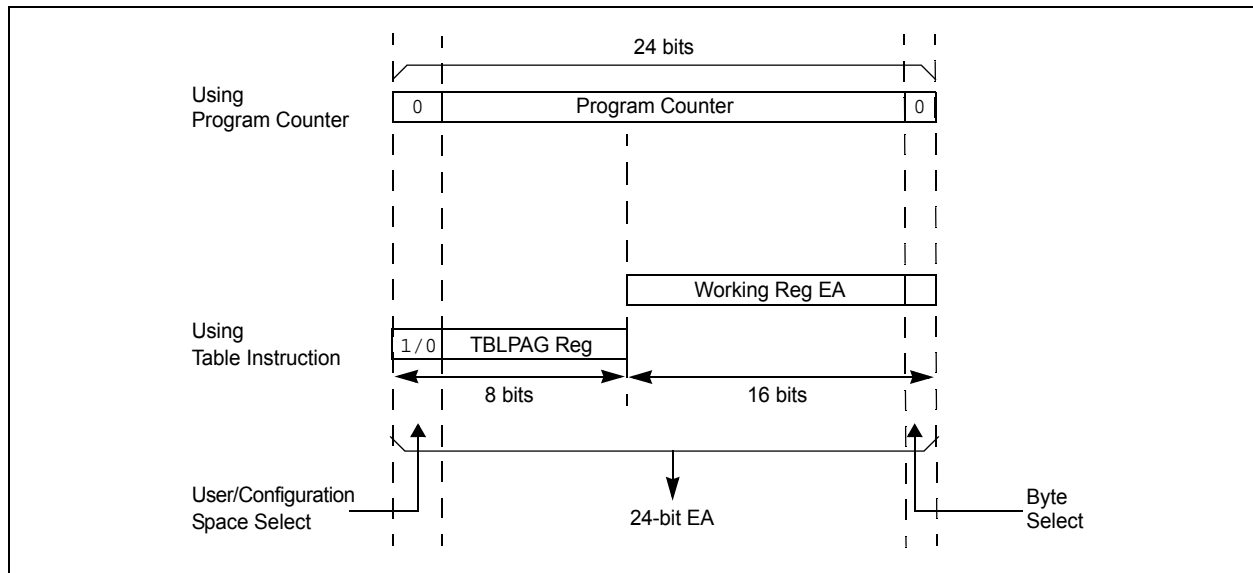 24 bits
Using
Program Counter
0
Program Counter
0
Working Reg EA
Using
Table Instruction
1/0
TBLPAG Reg
8 bits
16 bits
User/Configuration
Space Select
24-bit EA
Byte
Select